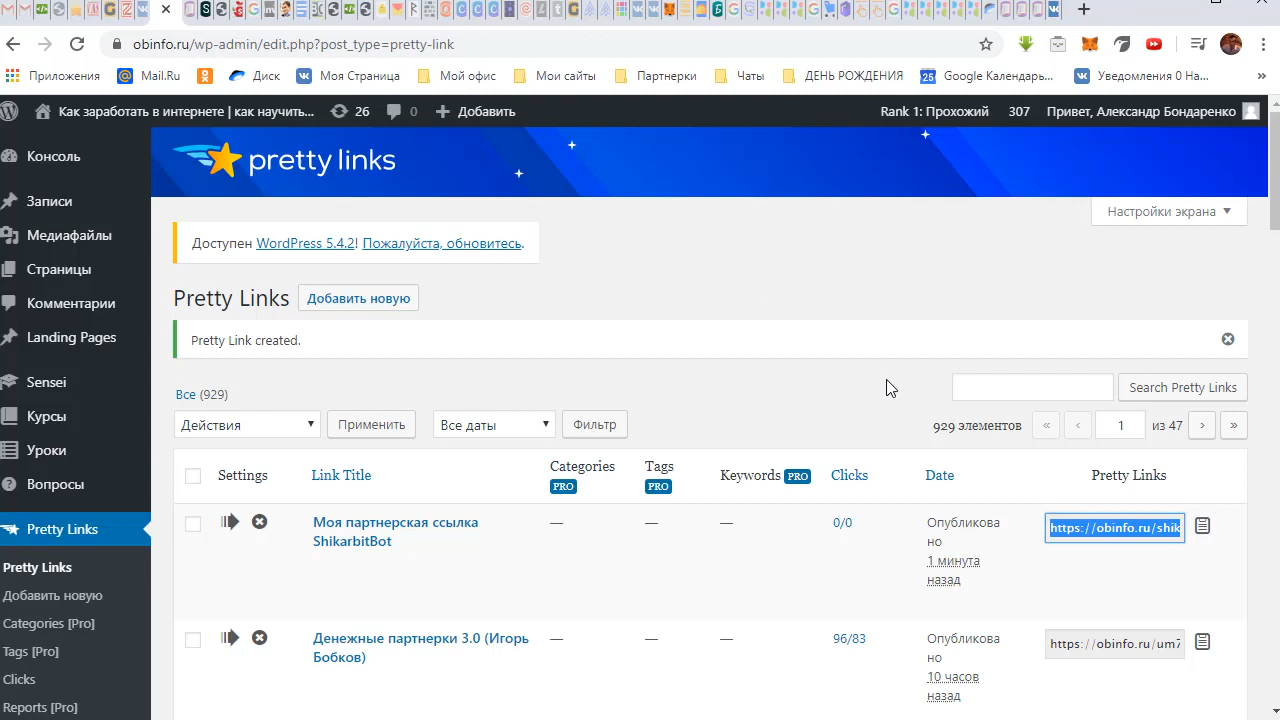 obinfo.ru/wp-admin/edit.php?post_type=pretty-link
Приложения
Mail.Ru
Диск
Моя Страница
Мой офис
Мои сайты
Партнерки
Чаты
ДЕНЬ РОЖДЕНИЯ
Google Календарь...
Уведомления 0 На...
»
Как заработать в интернете | как научить...
26
0
Добавить
Rank 1: Прохожий
307
Привет, Александр Бондаренко
Консоль
Записи
Медиафайлы
Страницы
Комментарии
Landing Pages
Sensei
Курсы
Уроки
Вопросы
Pretty Links
Pretty Links
Добавить новую
Categories [Pro]
Tags [Pro]
Clicks
Reports [Pro]
pretty links
Настройки экрана
Доступен WordPress 5.4.2! Пожалуйста, обновитесь.
Pretty Links
Добавить новую
Pretty Link created.
Все (929)
Search Pretty Links
Действия
Применить
Все даты
Фильтр
929 элементов
«
‹
1
из 47
›
»
Settings
Link Title
Categories
PRO
Tags
PRO
Keywords PRO
Clicks
Date
Pretty Links
Моя партнерская ссылка
ShikarbitBot
—
—
—
0/0
Опубликова
но
1 минута
назад
https://obinfo.ru/shik
Денежные партнерки 3.0 (Игорь
Бобков)
—
—
—
96/83
Опубликова
но
10 часов
назад
https://obinfo.ru/um7